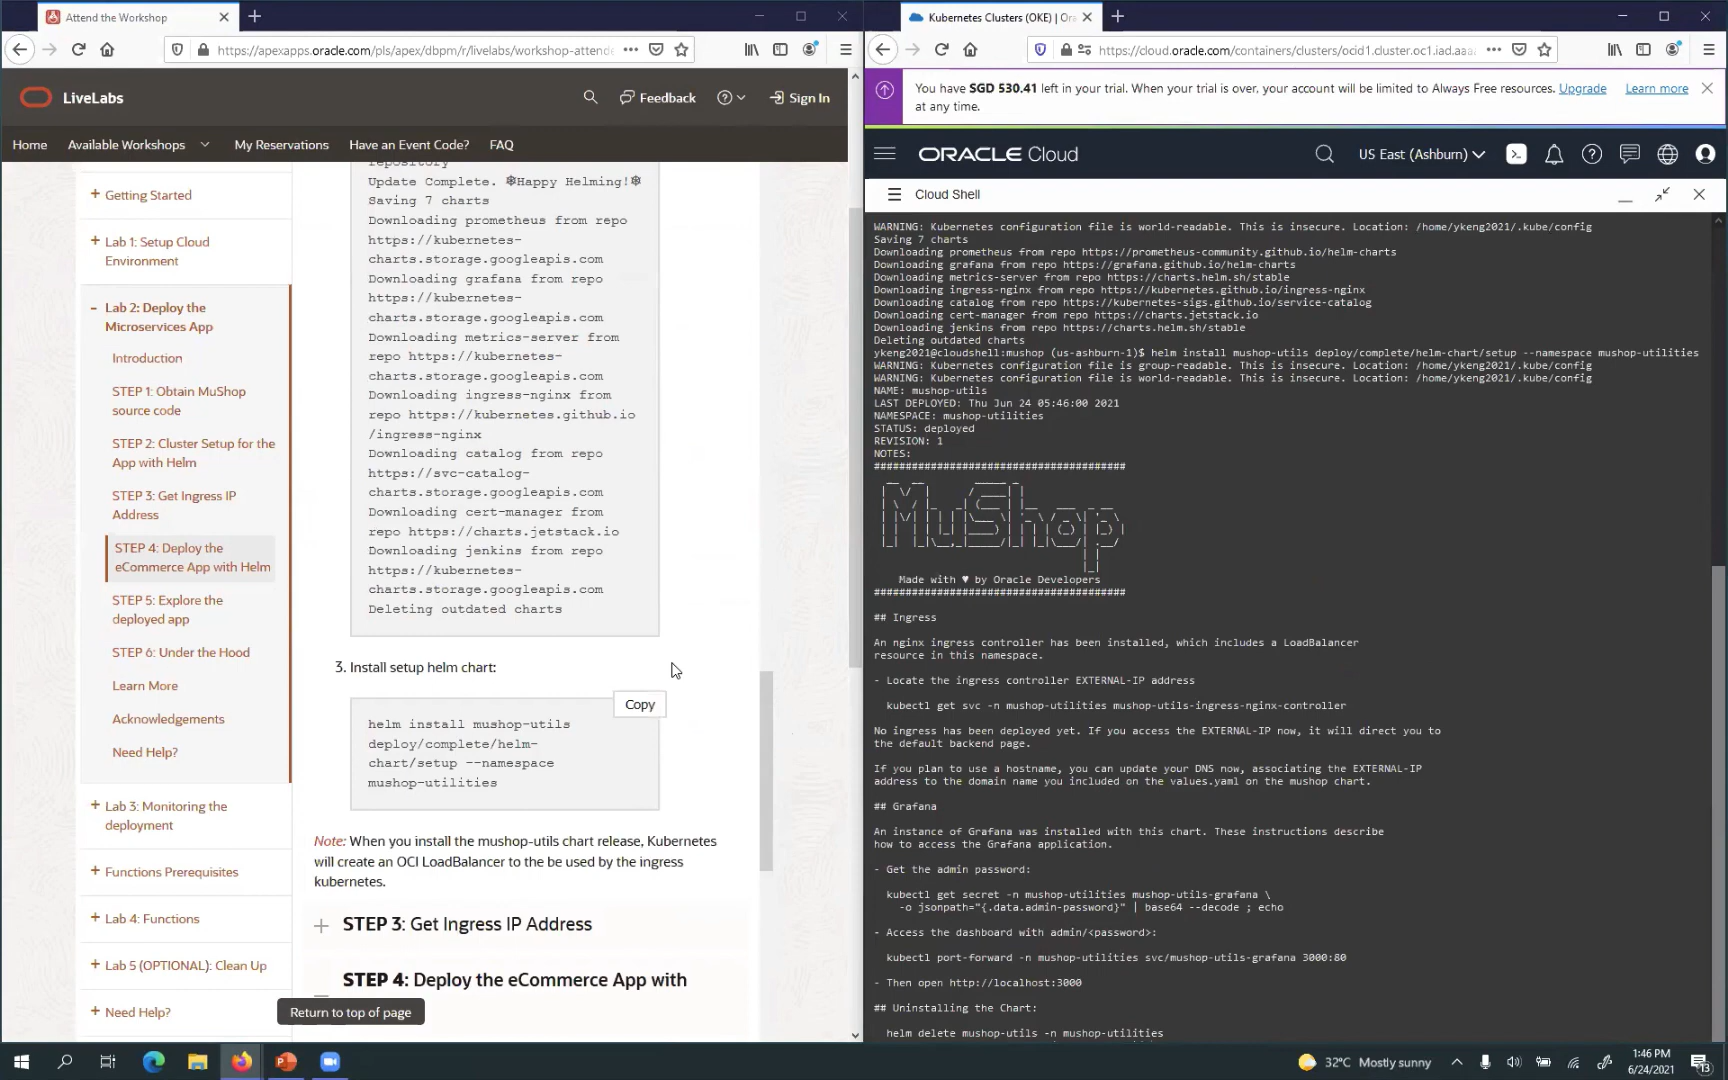 Attend the Workshop
https://apexapps.oracle.com/pls/apex/dbpm/r/livelabs/workshop-attend
LiveLabs
Feedback
Sign In
Home
Available Workshops
My Reservations
Have an Event Code?
FAQ
Getting Started
Lab 1: Setup Cloud
Environment
Lab 2: Deploy the
Microservices App
Introduction
STEP 1: Obtain MuShop
source code
STEP 2: Cluster Setup for the
App with Helm
STEP 3: Get Ingress IP
Address
STEP 4: Deploy the
eCommerce App with Helm
STEP 5: Explore the
deployed app
STEP 6: Under the Hood
Learn More
Acknowledgements
Need Help?
Lab 3: Monitoring the
deployment
Functions Prerequisites
Lab 4: Functions
Lab 5 (OPTIONAL): Clean Up
Need Help?
repository
Update Complete. ⎈Happy Helming!⎈
Saving 7 charts
Downloading prometheus from repo
https://kubernetes-
charts.storage.googleapis.com
Downloading grafana from repo
https://kubernetes-
charts.storage.googleapis.com
Downloading metrics-server from
repo https://kubernetes-
charts.storage.googleapis.com
Downloading ingress-nginx from
repo https://kubernetes.github.io
/ingress-nginx
Downloading catalog from repo
https://svc-catalog-
charts.storage.googleapis.com
Downloading cert-manager from
repo https://charts.jetstack.io
Downloading jenkins from repo
https://kubernetes-
charts.storage.googleapis.com
Deleting outdated charts
3. Install setup helm chart:
Copy
helm install mushop-utils
deploy/complete/helm-
chart/setup --namespace
mushop-utilities
Note: When you install the mushop-utils chart release, Kubernetes
will create an OCI LoadBalancer to the be used by the ingress
kubernetes.
STEP 3: Get Ingress IP Address
STEP 4: Deploy the eCommerce App with
Return to top of page
Kubernetes Clusters (OKE) | Ora
https://cloud.oracle.com/containers/clusters/ocid1.cluster.oc1.iad.aaa
You have SGD 530.41 left in your trial. When your trial is over, your account will be limited to Always Free resources. Upgrade Learn more
at any time.
ORACLE Cloud
US East (Ashburn)
Cloud Shell
WARNING: Kubernetes configuration file is world-readable. This is insecure. Location: /home/ykeng2021/.kube/config
Saving 7 charts
Downloading prometheus from repo https://prometheus-community.github.io/helm-charts
Downloading grafana from repo https://grafana.github.io/helm-charts
Downloading metrics-server from repo https://charts.helm.sh/stable
Downloading ingress-nginx from repo https://kubernetes.github.io/ingress-nginx
Downloading catalog from repo https://kubernetes-sigs.github.io/service-catalog
Downloading cert-manager from repo https://charts.jetstack.io
Downloading jenkins from repo https://charts.helm.sh/stable
Deleting outdated charts
ykeng2021@cloudshell:mushop (us-ashburn-1)$ helm install mushop-utils deploy/complete/helm-chart/setup --namespace mushop-utilities
WARNING: Kubernetes configuration file is group-readable. This is insecure. Location: /home/ykeng2021/.kube/config
WARNING: Kubernetes configuration file is world-readable. This is insecure. Location: /home/ykeng2021/.kube/config
NAME: mushop-utils
LAST DEPLOYED: Thu Jun 24 05:46:00 2021
NAMESPACE: mushop-utilities
STATUS: deployed
REVISION: 1
NOTES:
########################################
MuShop
Made with ♥ by Oracle Developers
########################################
## Ingress
An nginx ingress controller has been installed, which includes a LoadBalancer
resource in this namespace.
- Locate the ingress controller EXTERNAL-IP address
kubectl get svc -n mushop-utilities mushop-utils-ingress-nginx-controller
No ingress has been deployed yet. If you access the EXTERNAL-IP now, it will direct you to
the default backend page.
If you plan to use a hostname, you can update your DNS now, associating the EXTERNAL-IP
address to the domain name you included on the values.yaml on the mushop chart.
## Grafana
An instance of Grafana was installed with this chart. These instructions describe
how to access the Grafana application.
- Get the admin password:
kubectl get secret -n mushop-utilities mushop-utils-grafana \
-o jsonpath="{.data.admin-password}" | base64 --decode ; echo
- Access the dashboard with admin/<password>:
kubectl port-forward -n mushop-utilities svc/mushop-utils-grafana 3000:80
- Then open http://localhost:3000
## Uninstalling the Chart:
helm delete mushop-utils -n mushop-utilities
32°C Mostly sunny
1:46 PM
6/24/2021
13